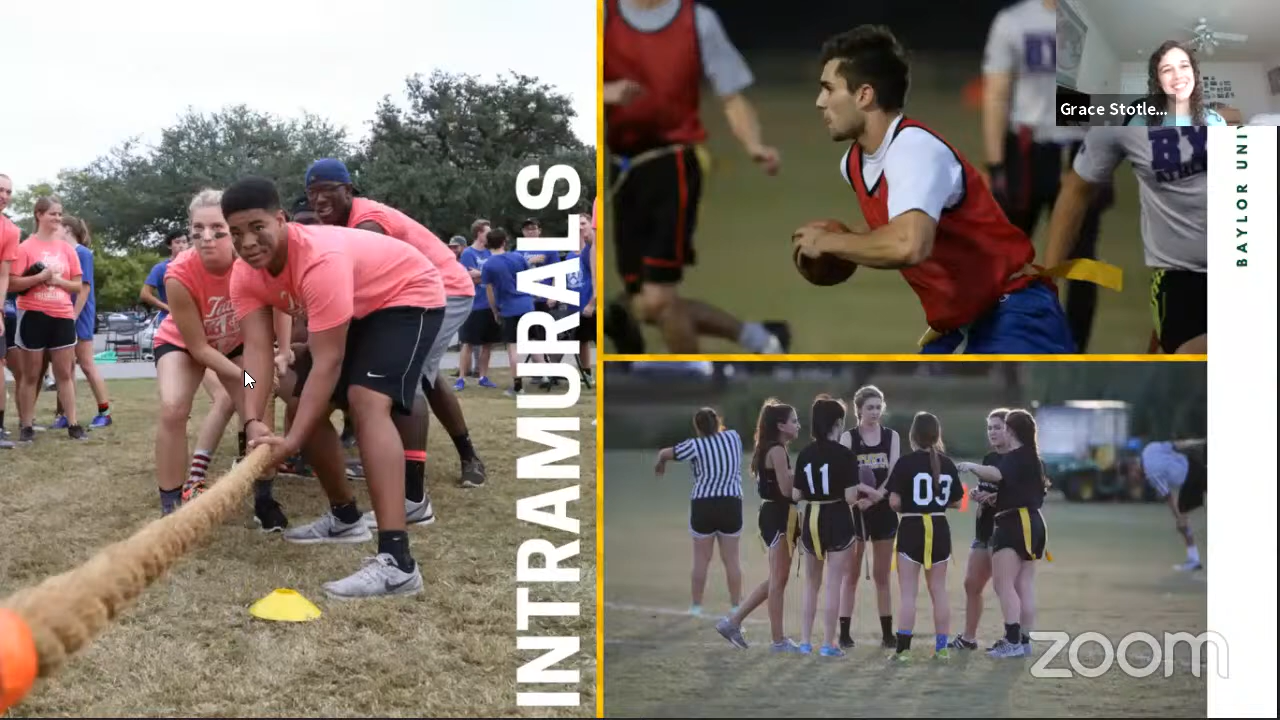 INTRAMURALS
Grace Stotle...
BAYLOR UNIV
11
03
zoom